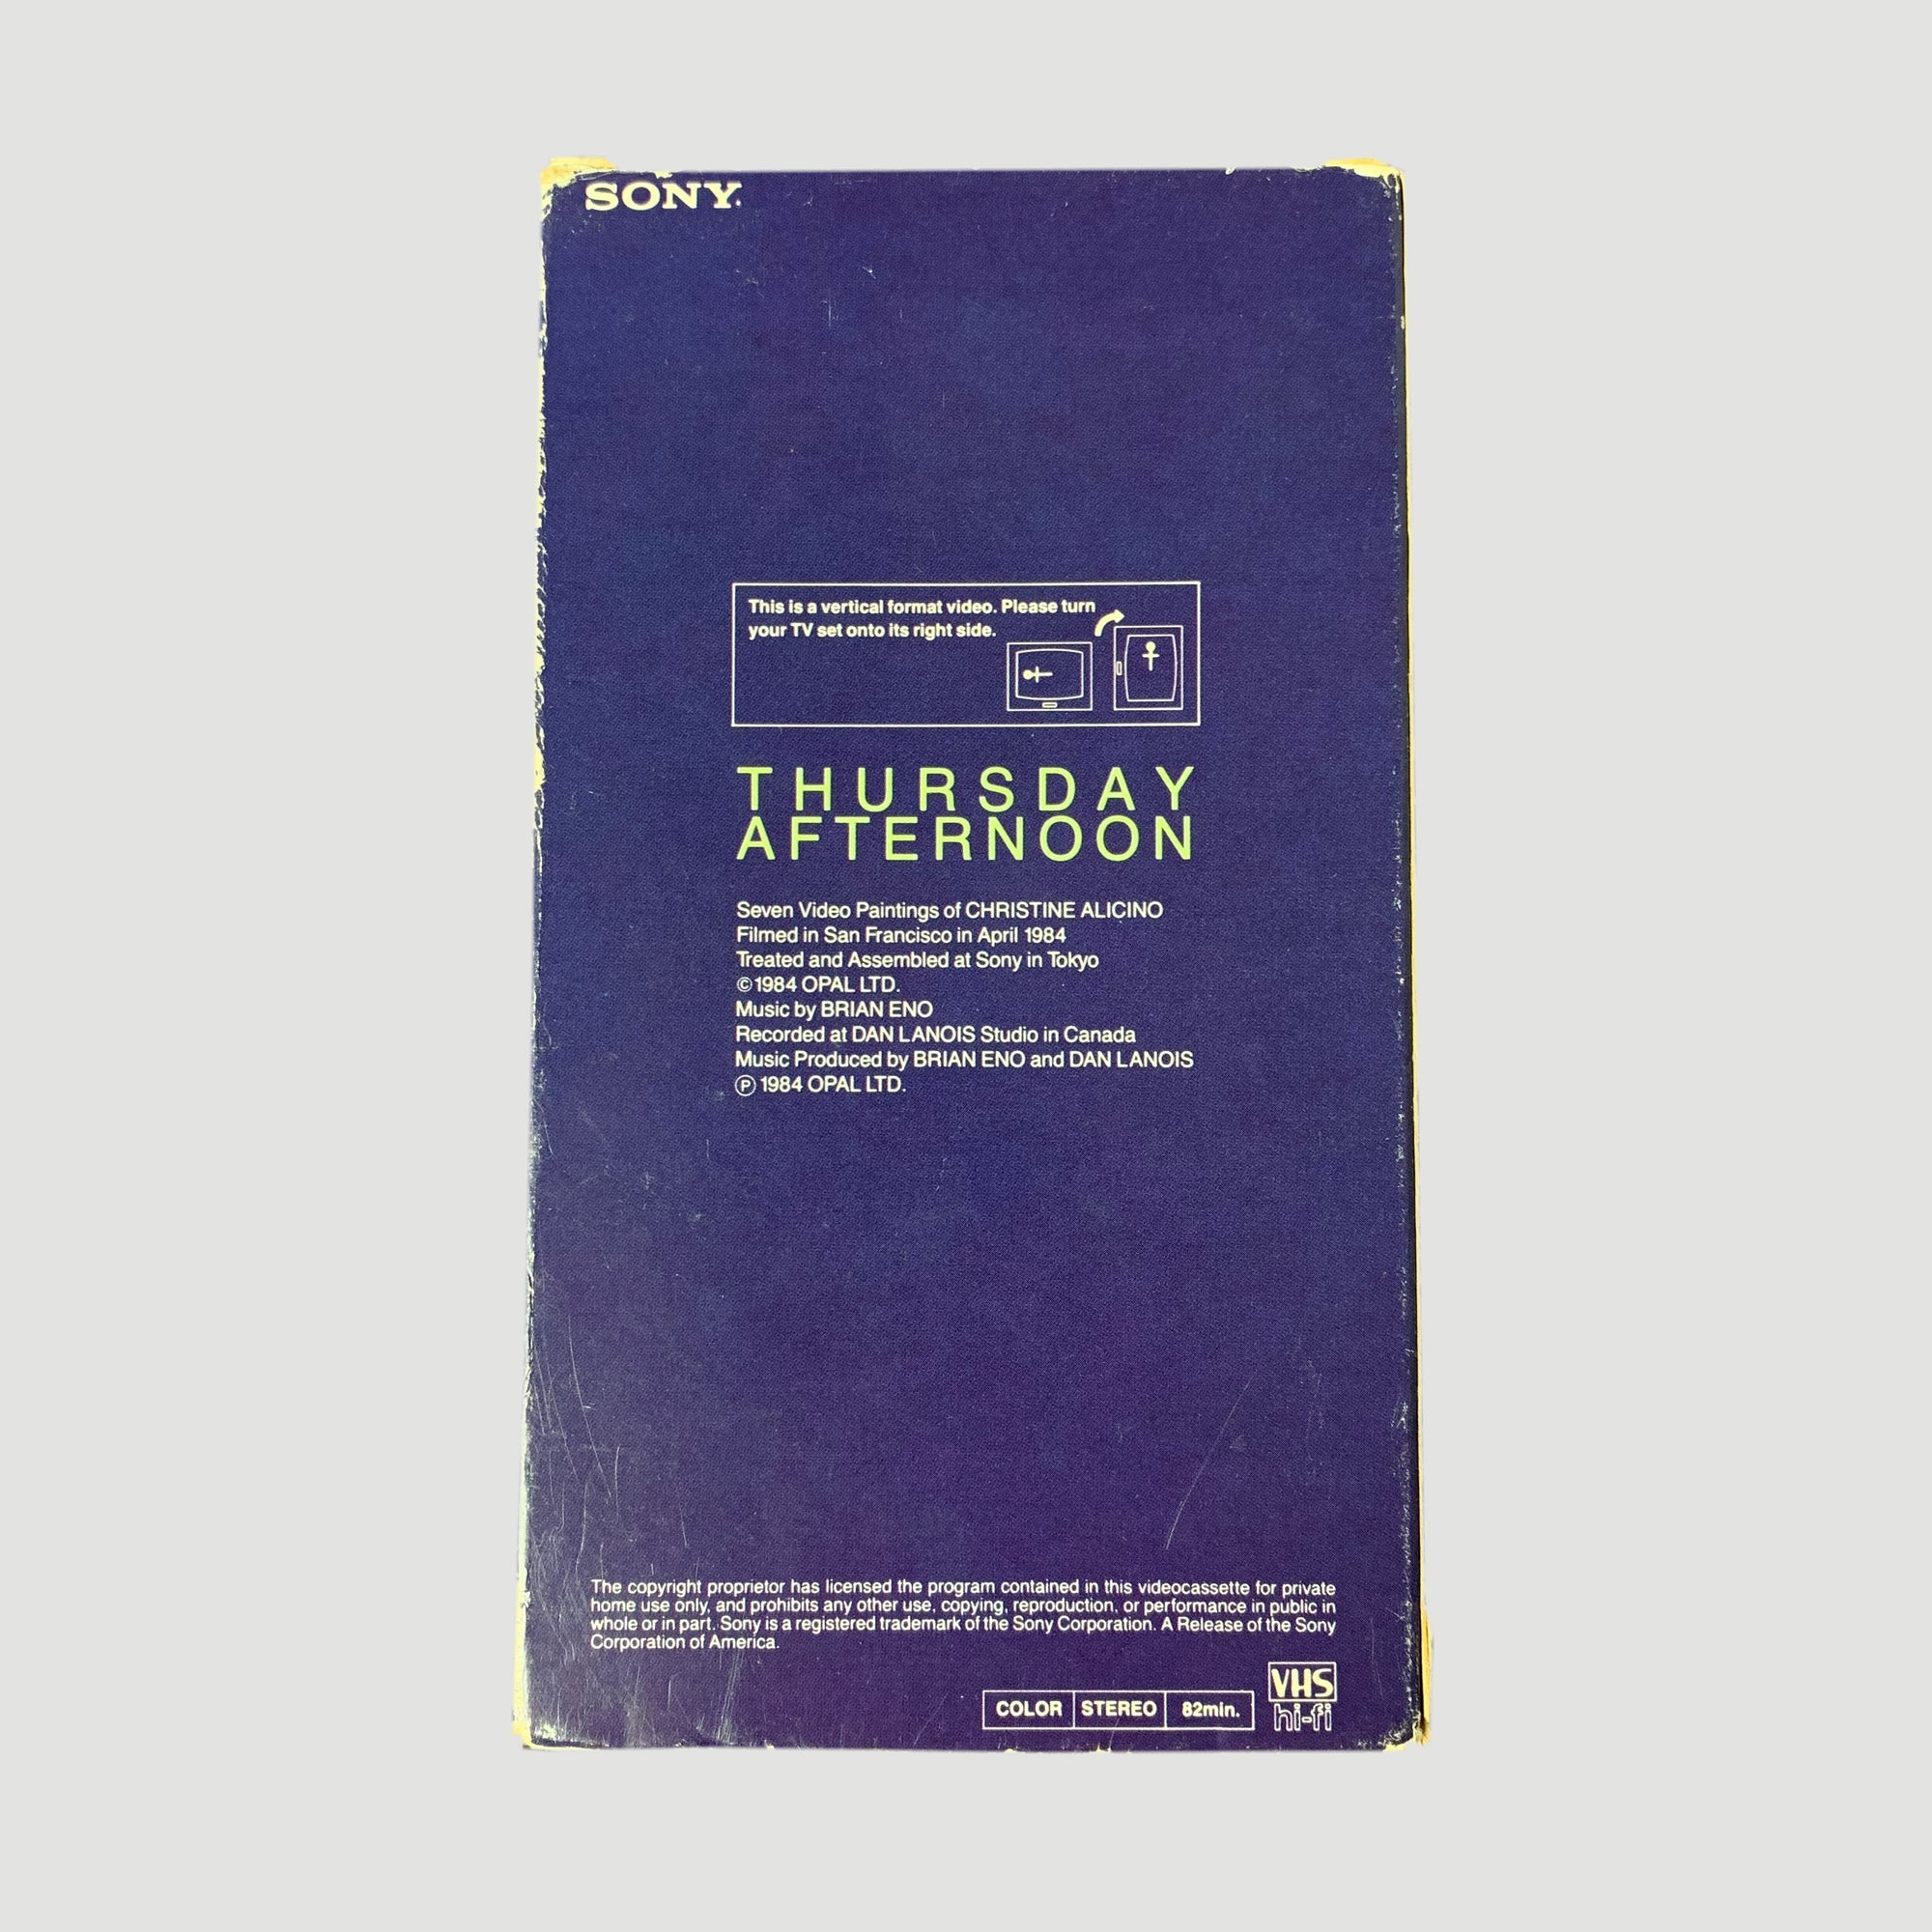 SONY.
This is a vertical format video. Please turn
your TV set onto its right side.
THURSDAY
AFTERNOON
Seven Video Paintings of CHRISTINE ALICINO
Filmed in San Francisco in April 1984
Treated and Assembled at Sony in Tokyo
©1984 OPAL LTD.
Music by BRIAN ENO
Recorded at DAN LANOIS Studio in Canada
Music Produced by BRIAN ENO and DAN LANOIS
Ⓟ 1984 OPAL LTD.
The copyright proprietor has licensed the program contained in this videocassette for private
home use only, and prohibits any other use, copying, reproduction, or performance in public in
whole or in part. Sony is a registered trademark of the Sony Corporation. A Release of the Sony
Corporation of America.
COLOR STEREO 82min.
VHS
hi-fi